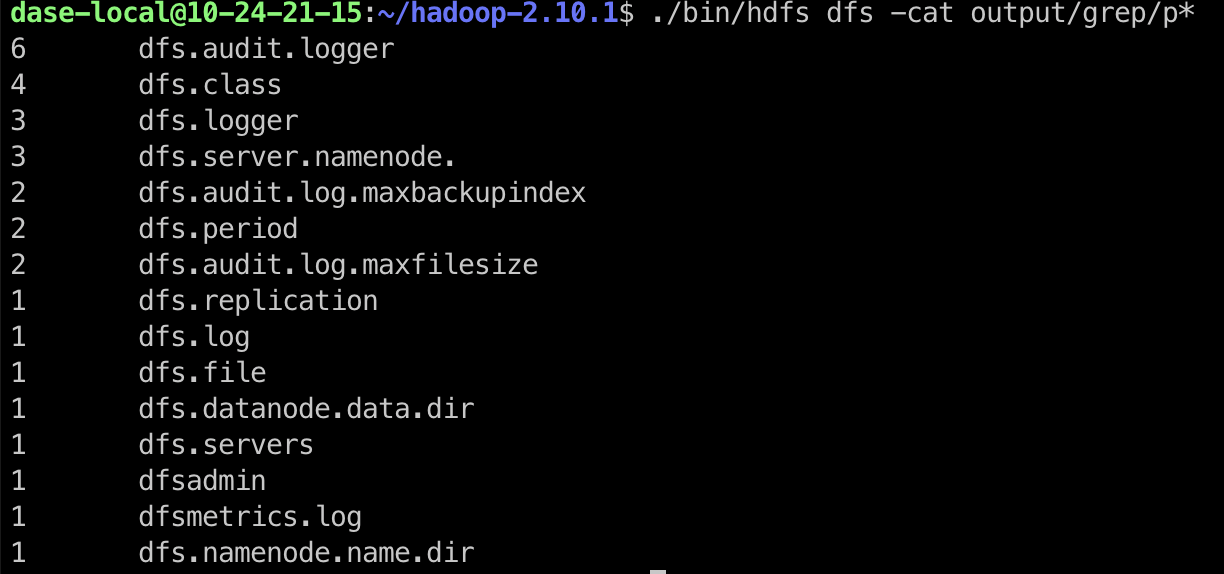 dase-local@10-24-21-15:~/hadoop-2.10.1$ ./bin/hdfs dfs -cat output/grep/p*
6	dfs.audit.logger
4	dfs.class
3	dfs.logger
3	dfs.server.namenode.
2	dfs.audit.log.maxbackupindex
2	dfs.period
2	dfs.audit.log.maxfilesize
1	dfs.replication
1	dfs.log
1	dfs.file
1	dfs.datanode.data.dir
1	dfs.servers
1	dfsadmin
1	dfsmetrics.log
1	dfs.namenode.name.dir